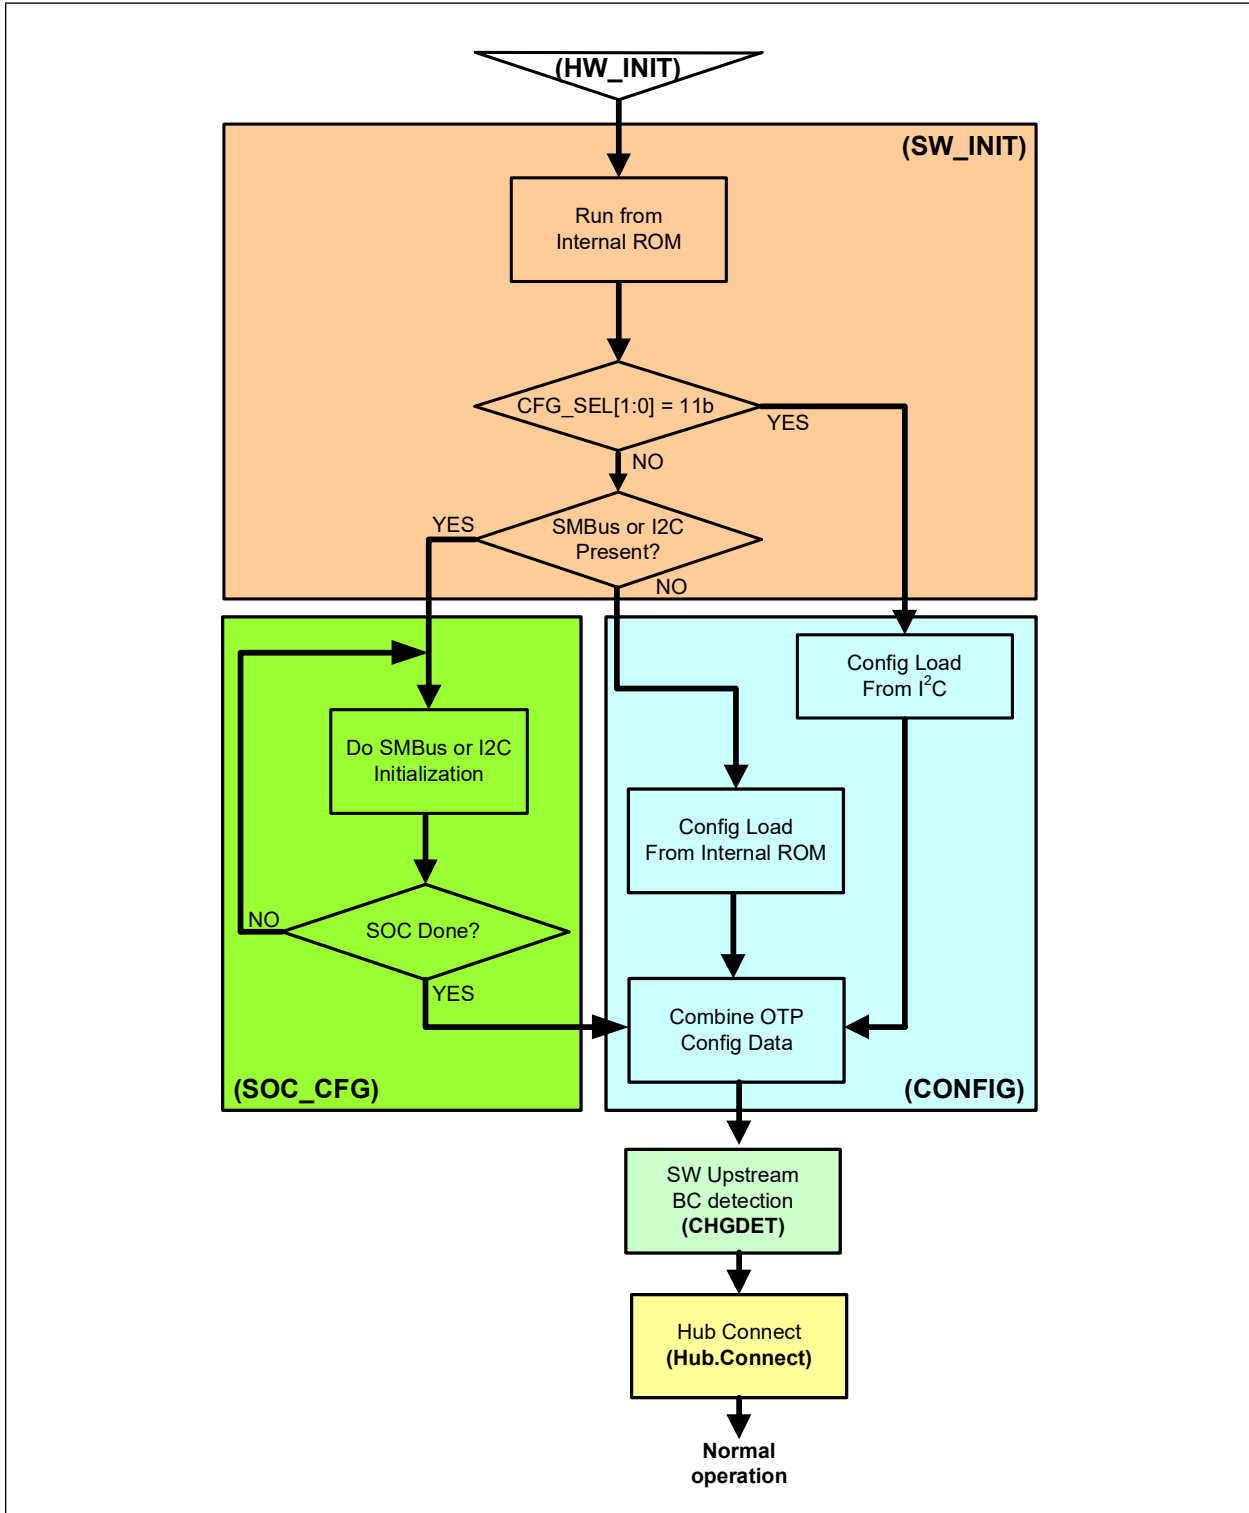 (HW_INIT)
(SW_INIT)
Run from
Internal ROM
CFG_SEL[1:0] = 11b
YES
NO
SMBus or I2C
Present?
YES
NO
Config Load
From I²C
Do SMBus or I2C
Initialization
Config Load
From Internal ROM
SOC Done?
NO
YES
Combine OTP
Config Data
(SOC_CFG)
(CONFIG)
SW Upstream
BC detection
(CHGDET)
Hub Connect
(Hub.Connect)
Normal
operation